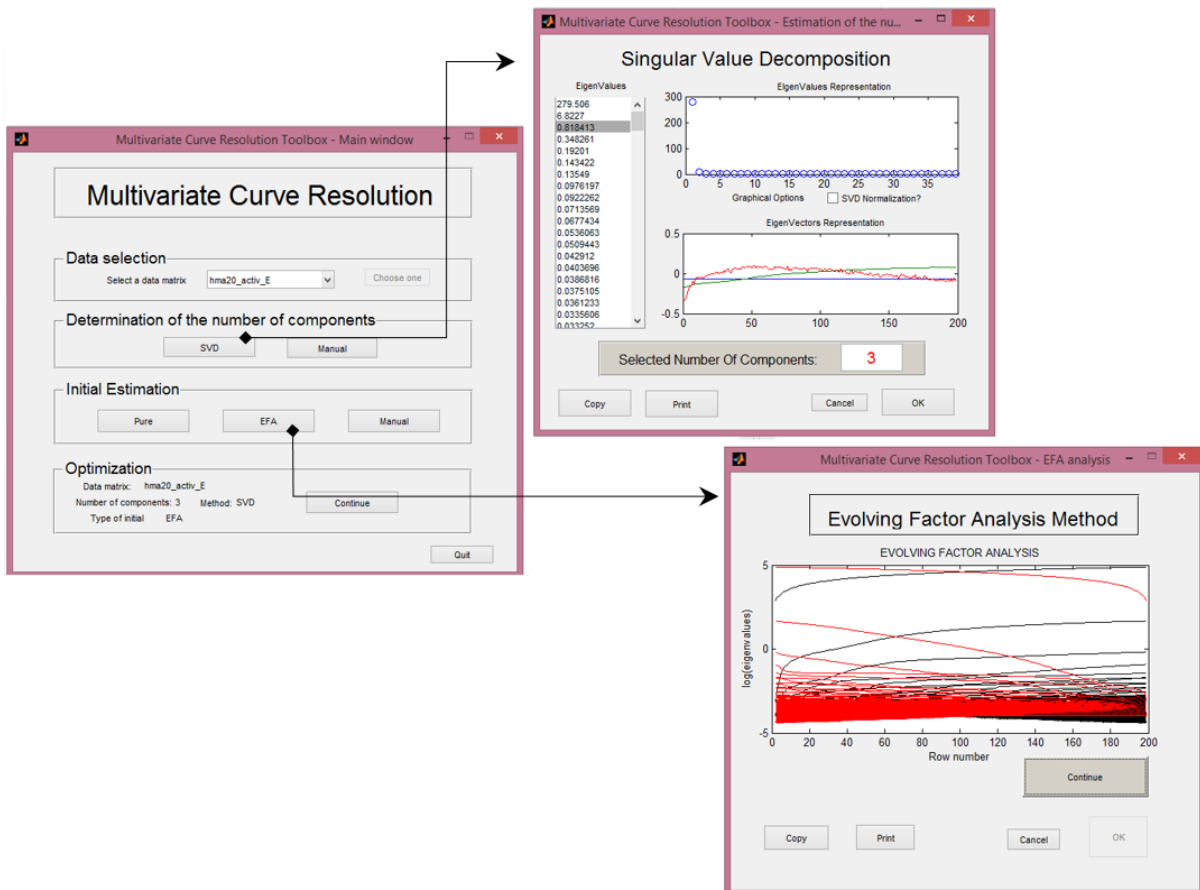 Multivariate Curve Resolution Toolbox - Main window
Multivariate Curve Resolution
Data selection
Select a data matrix
hma20_activ_E
Choose one
Determination of the number of components
SVD
Manual
Initial Estimation
Pure
EFA
Manual
Optimization
Data matrix: hma20_activ_E
Number of components: 3 Method: SVD
Type of initial EFA
Continue
Quit
Multivariate Curve Resolution Toolbox - Estimation of the nu...
Singular Value Decomposition
EigenValues
279.506
6.8227
0.818413
0.348261
0.19201
0.143422
0.13549
0.0976197
0.0922262
0.0713569
0.0677434
0.0536063
0.0509443
0.042912
0.0403696
0.0386816
0.0375105
0.0361233
0.0335606
0.033252
EigenValues Representation
300
200
100
0
0 5 10 15 20 25 30 35
Graphical Options
SVD Normalization?
EigenVectors Representation
0.5
0
-0.5
0 50 100 150 200
Selected Number Of Components: 3
Copy
Print
Cancel
OK
Multivariate Curve Resolution Toolbox - EFA analysis
Evolving Factor Analysis Method
EVOLVING FACTOR ANALYSIS
log(eigenvalues)
5
0
-5
0 20 40 60 80 100 120 140 160 180 200
Row number
Continue
Copy
Print
Cancel
OK